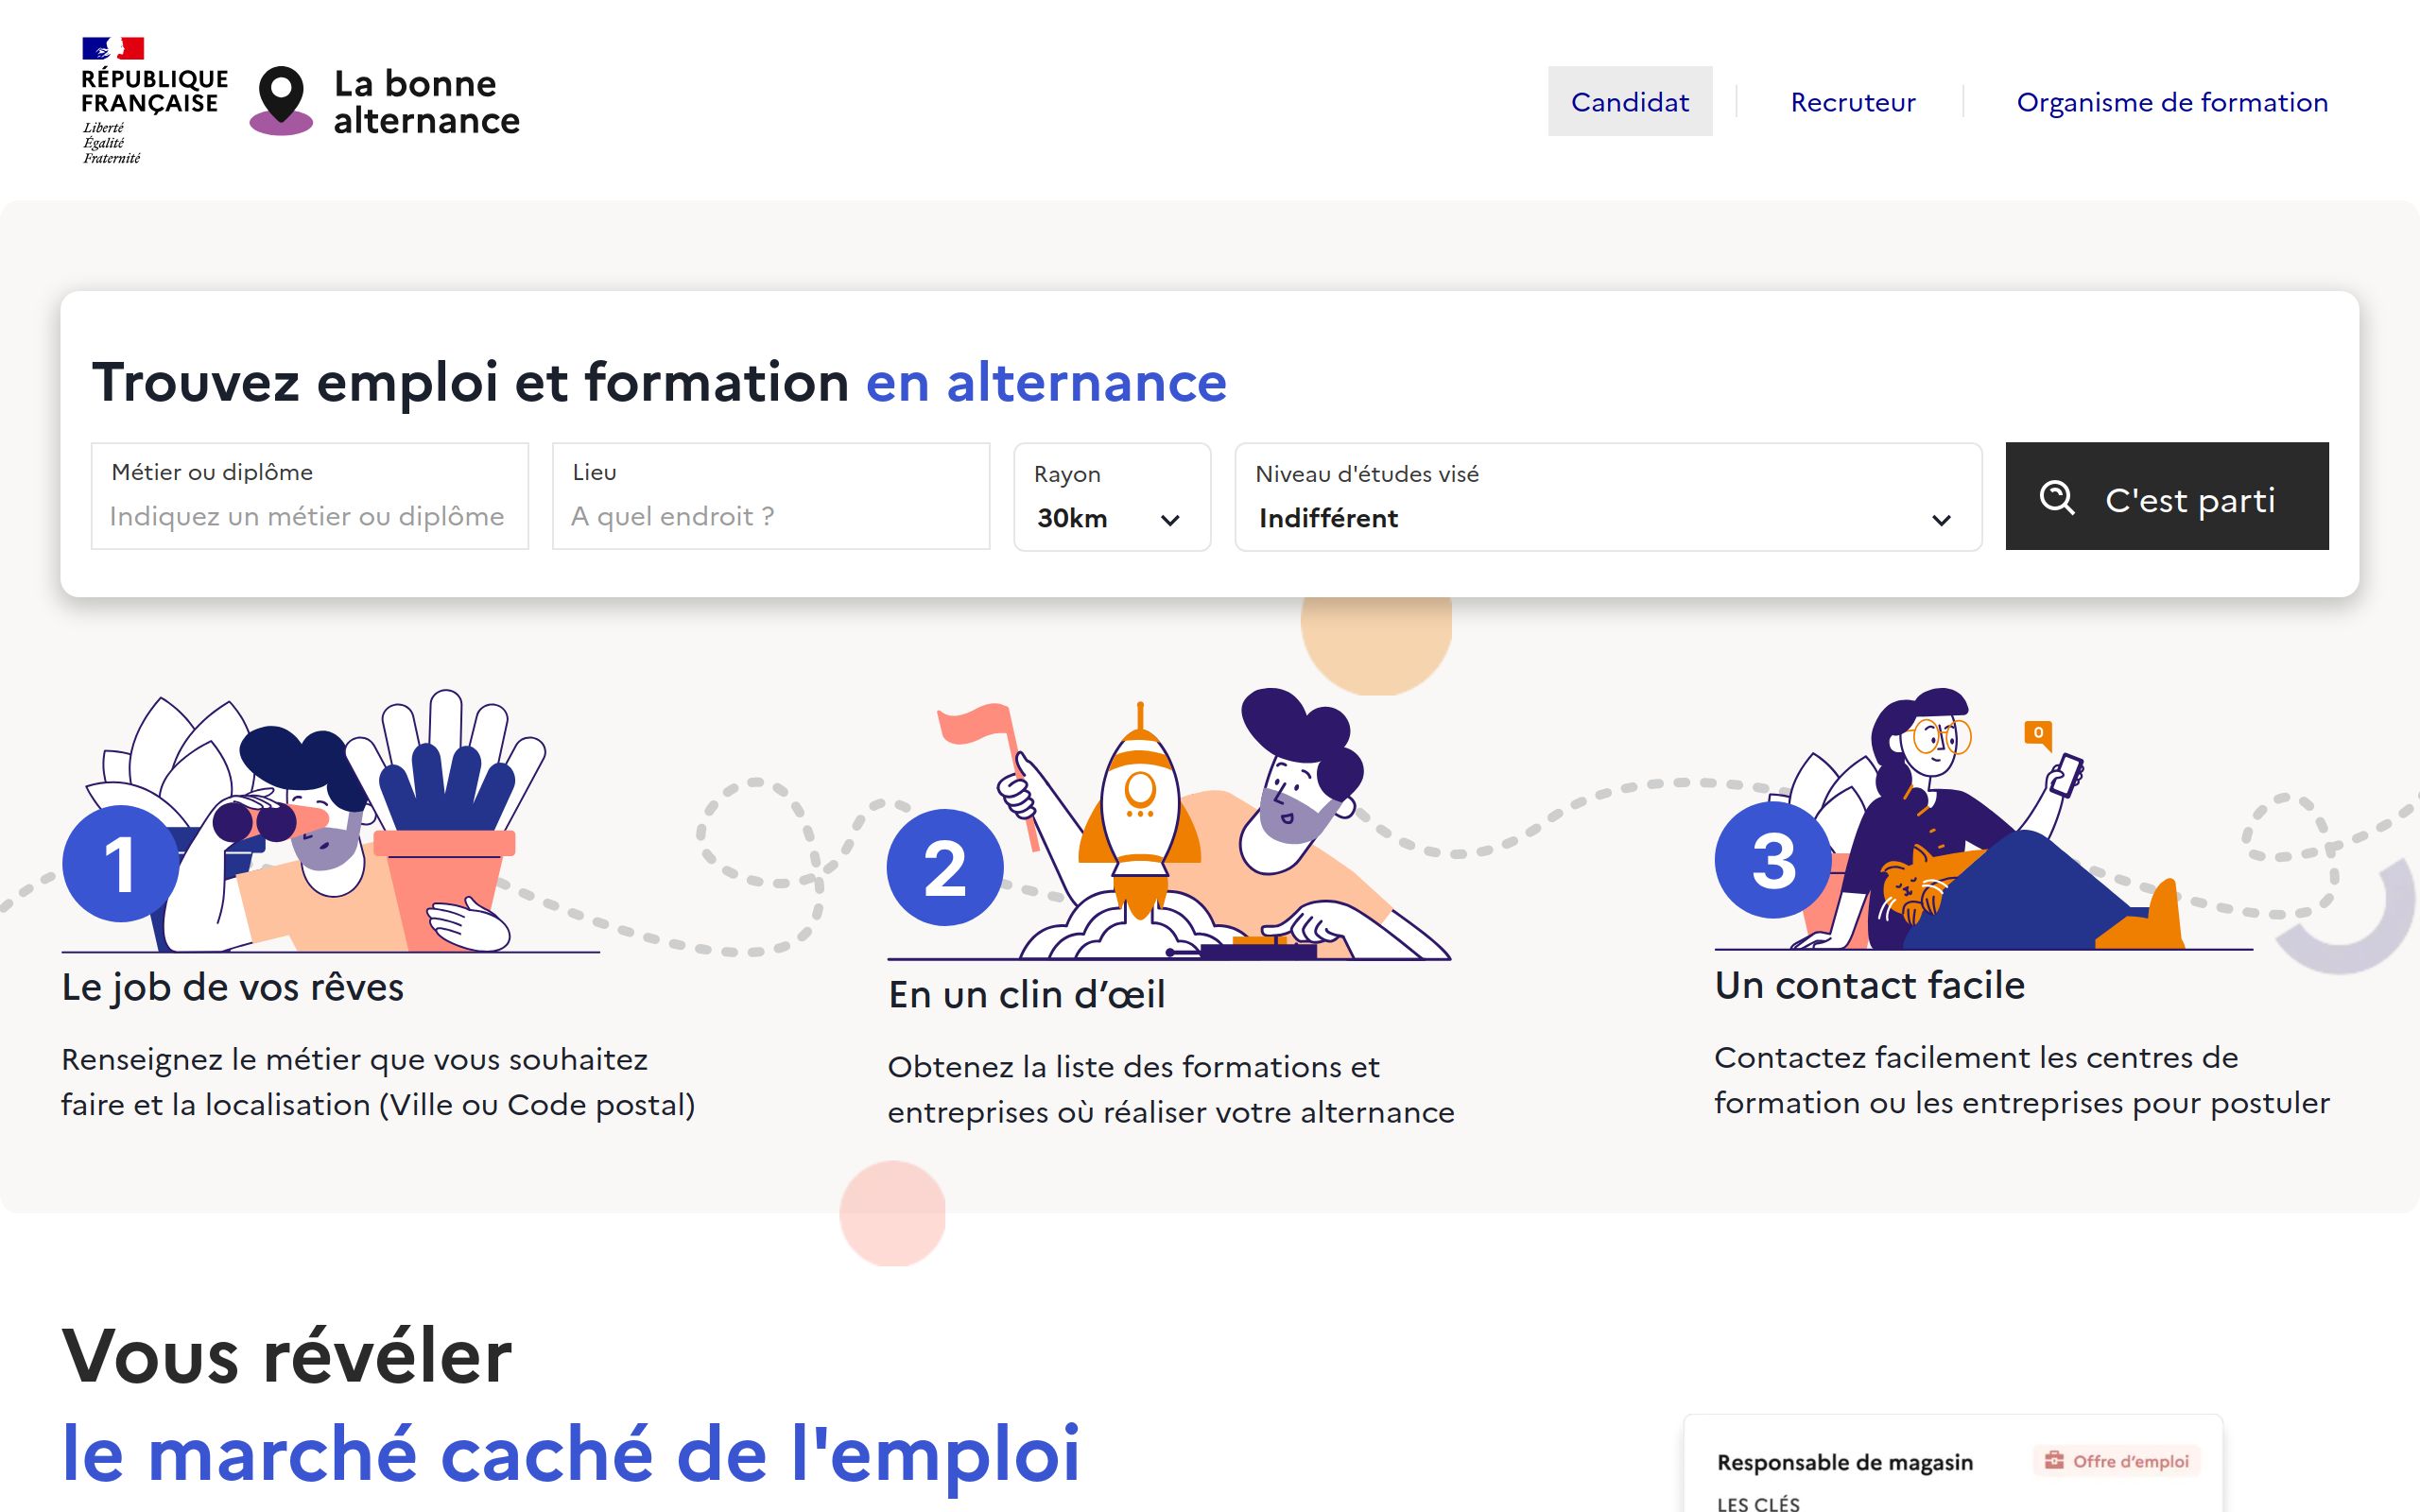 RÉPUBLIQUE
FRANÇAISE
Liberté
Égalité
Fraternité
La bonne
alternance
Candidat
Recruteur
Organisme de formation
Trouvez emploi et formation en alternance
Métier ou diplôme
Indiquez un métier ou diplôme
Lieu
A quel endroit ?
Rayon
30km
Niveau d'études visé
Indifférent
C'est parti
1
Le job de vos rêves
Renseignez le métier que vous souhaitez
faire et la localisation (Ville ou Code postal)
2
En un clin d’œil
Obtenez la liste des formations et
entreprises où réaliser votre alternance
0
3
Un contact facile
Contactez facilement les centres de
formation ou les entreprises pour postuler
Vous révéler
le marché caché de l'emploi
Responsable de magasin
Offre d’emploi
LES CLÉS